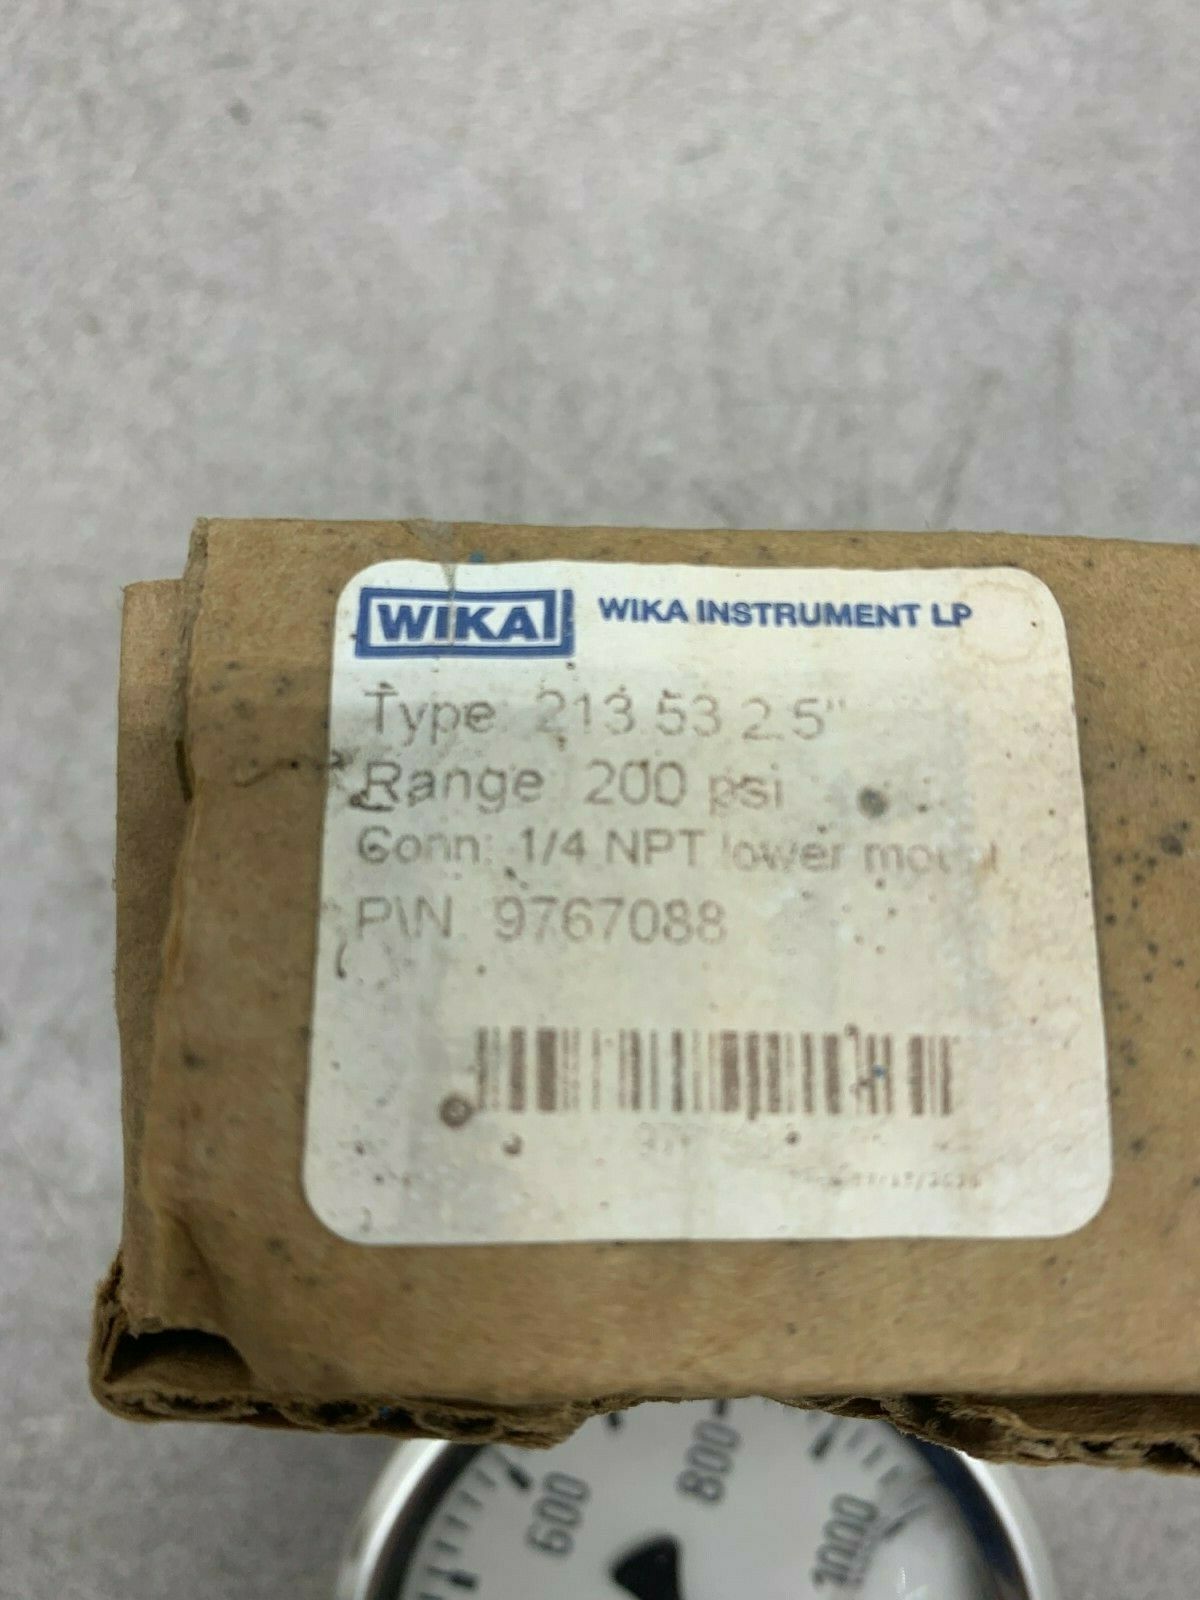 WIKA WIKA INSTRUMENT LP
Type: 213.53 2.5"
Range: 200 psi
Conn: 1/4 NPT lower mount
P\N 9767088
600
800
1000